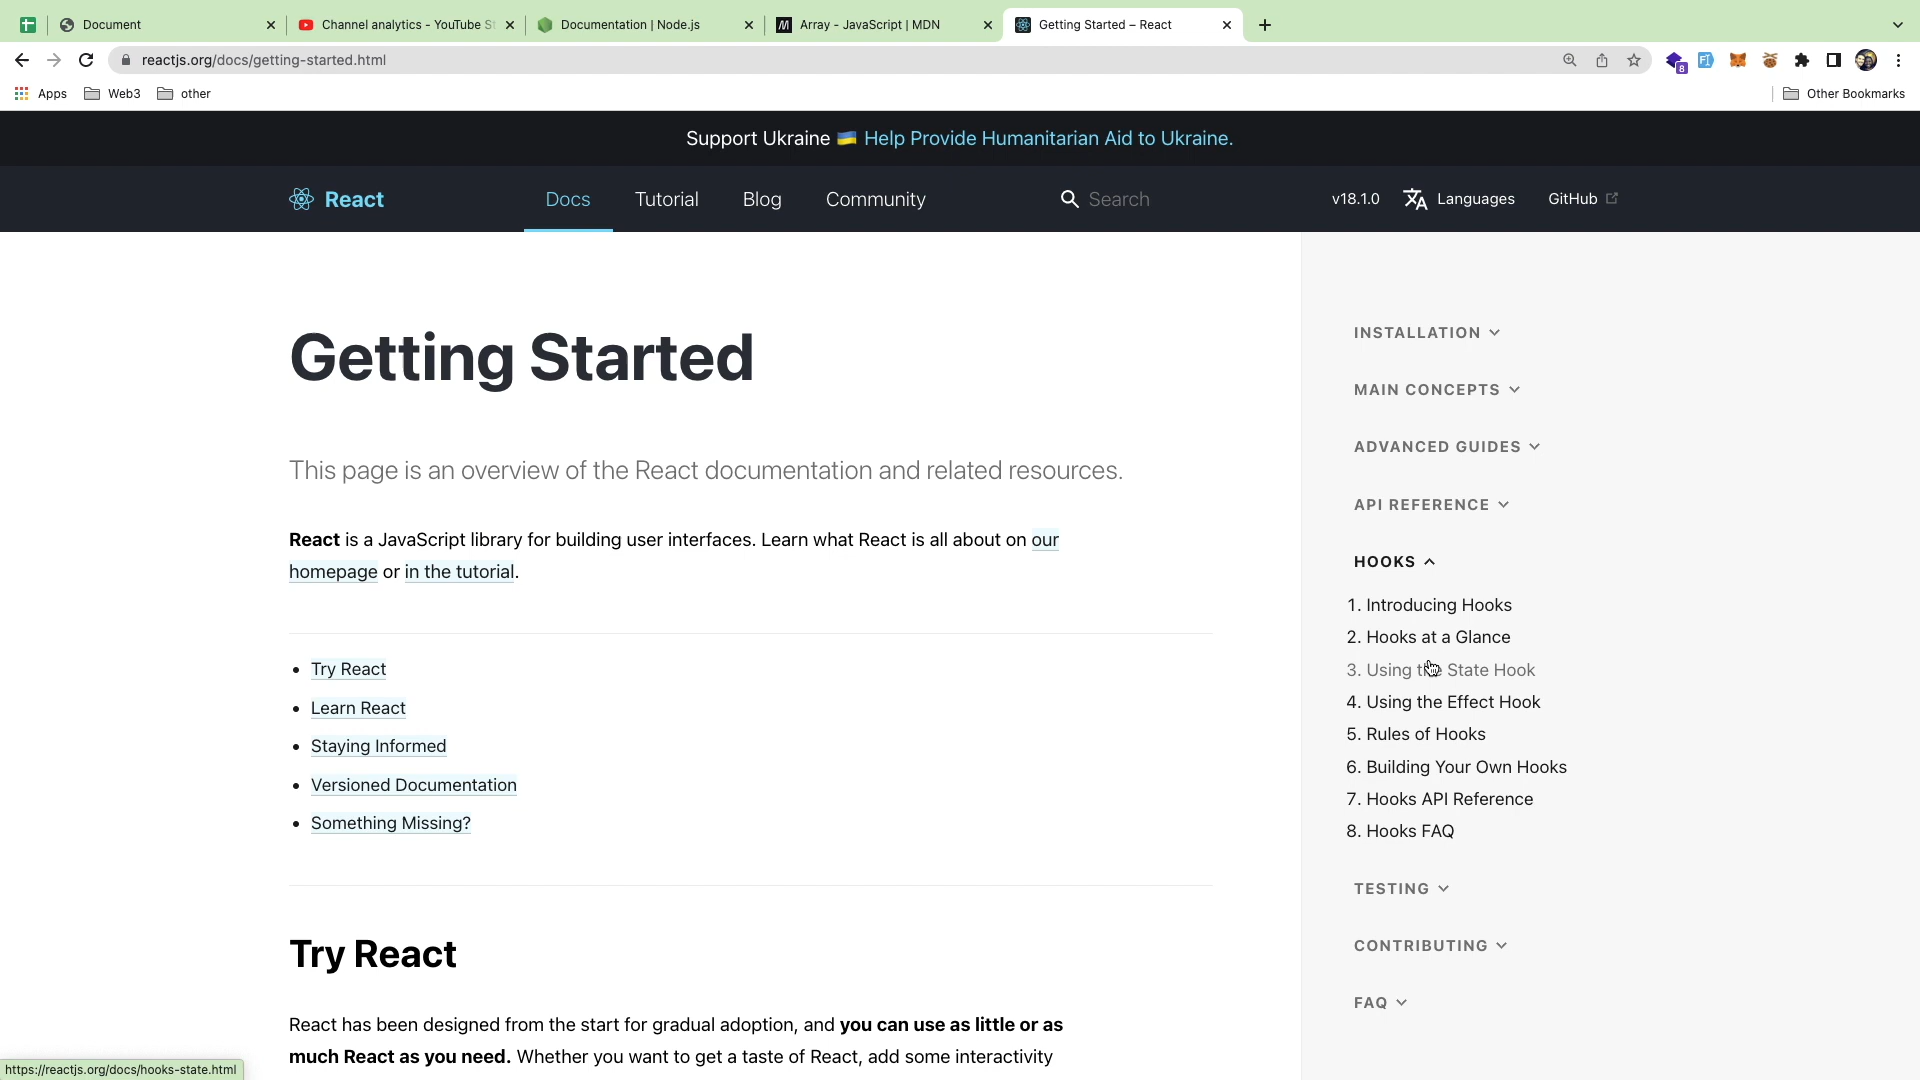 Document
Channel analytics - YouTube St
Documentation | Node.js
Array - JavaScript | MDN
Getting Started – React
reactjs.org/docs/getting-started.html
8
Apps
Web3
other
Other Bookmarks
Support Ukraine 🇺🇦 Help Provide Humanitarian Aid to Ukraine.
React
Docs
Tutorial
Blog
Community
Search
v18.1.0
Languages
GitHub
Getting Started
This page is an overview of the React documentation and related resources.
React is a JavaScript library for building user interfaces. Learn what React is all about on our
homepage or in the tutorial.
• Try React
• Learn React
• Staying Informed
• Versioned Documentation
• Something Missing?
Try React
React has been designed from the start for gradual adoption, and you can use as little or as
much React as you need. Whether you want to get a taste of React, add some interactivity
INSTALLATION
MAIN CONCEPTS
ADVANCED GUIDES
API REFERENCE
HOOKS
1. Introducing Hooks
2. Hooks at a Glance
3. Using the State Hook
4. Using the Effect Hook
5. Rules of Hooks
6. Building Your Own Hooks
7. Hooks API Reference
8. Hooks FAQ
TESTING
CONTRIBUTING
FAQ
https://reactjs.org/docs/hooks-state.html